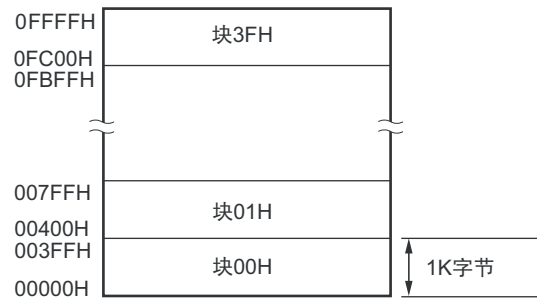 0FFFFH
块3FH
0FC00H
0FBFFH
007FFH
块01H
00400H
003FFH
块00H
1K字节
00000H